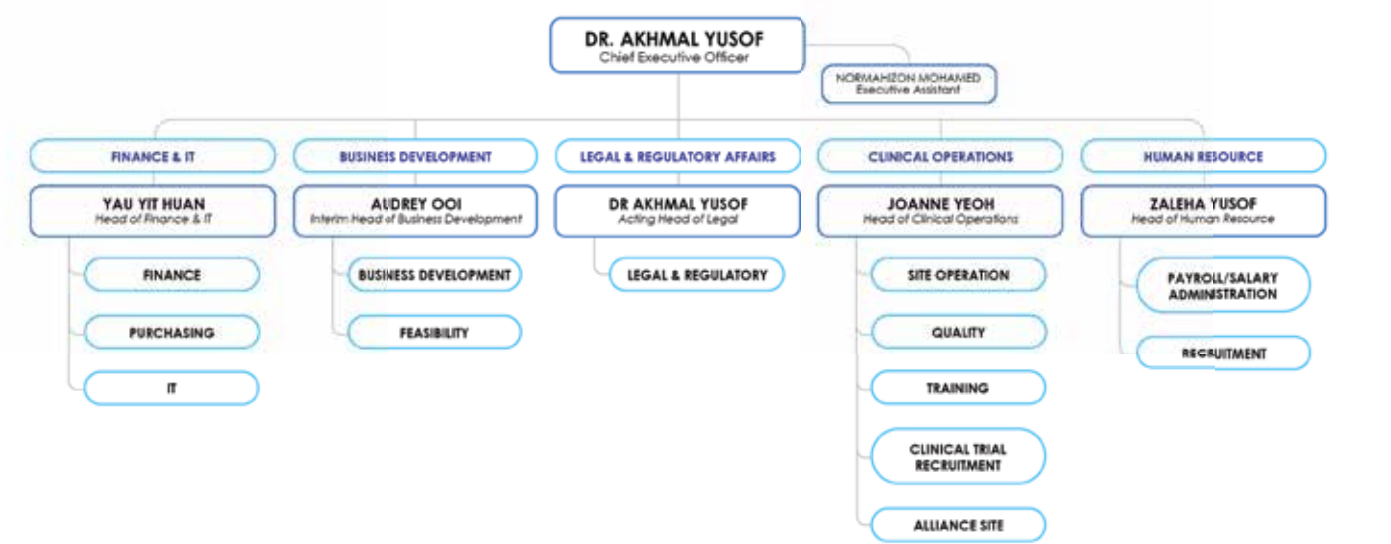 DR. AKHMAL YUSOF
Chief Executive Officer
NORMAHIZON MOHAMED
Executive Assistant
FINANCE & IT
YAU YIT HUAN
Head of Finance & IT
FINANCE
PURCHASING
IT
BUSINESS DEVELOPMENT
AUDREY OOI
Interim Head of Business Development
BUSINESS DEVELOPMENT
FEASIBILITY
LEGAL & REGULATORY AFFAIRS
DR AKHMAL YUSOF
Acting Head of Legal
LEGAL & REGULATORY
CLINICAL OPERATIONS
JOANNE YEOH
Head of Clinical Operations
SITE OPERATION
QUALITY
TRAINING
CLINICAL TRIAL
RECRUITMENT
ALLIANCE SITE
HUMAN RESOURCE
ZALEHA YUSOF
Head of Human Resource
PAYROLL/SALARY
ADMINISTRATION
RECRUITMENT